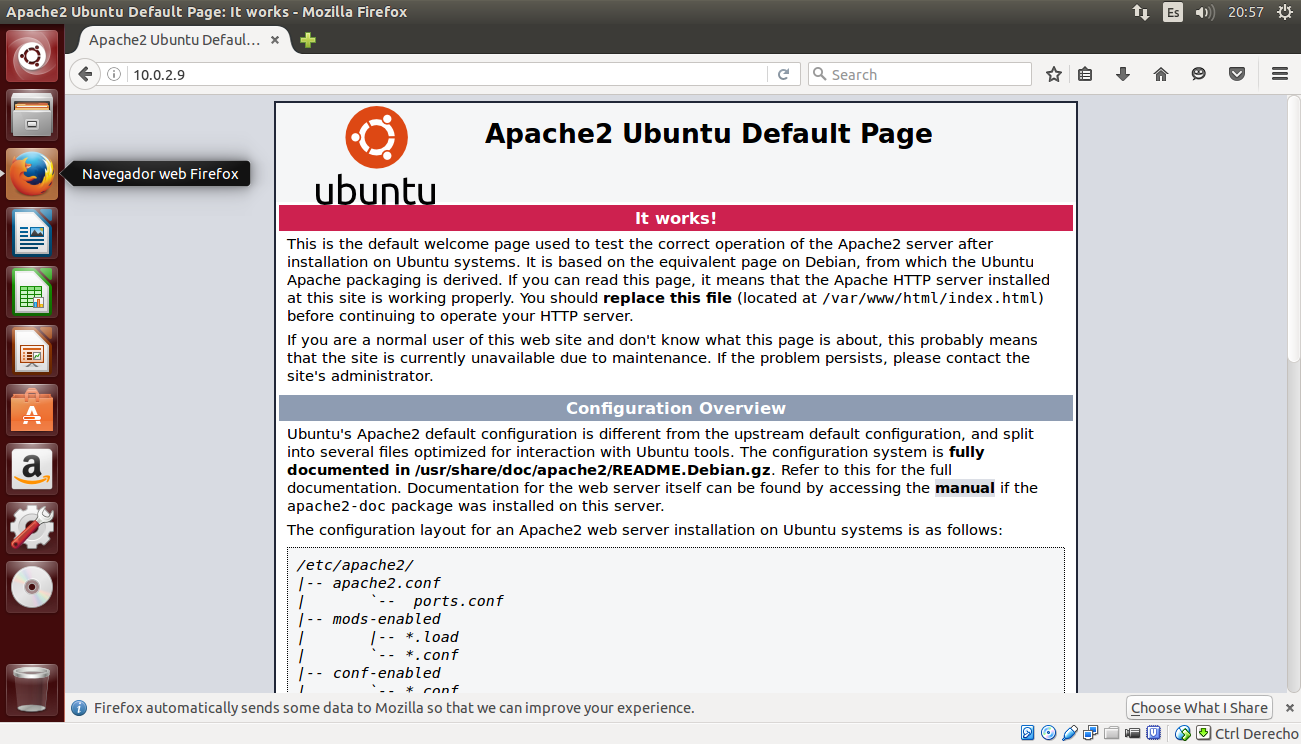 Apache2 Ubuntu Default Page: It works - Mozilla Firefox
Es
20:57
Apache2 Ubuntu Defaul...
10.0.2.9
Search
Navegador web Firefox
ubuntu
Apache2 Ubuntu Default Page
It works!
This is the default welcome page used to test the correct operation of the Apache2 server after
installation on Ubuntu systems. It is based on the equivalent page on Debian, from which the Ubuntu
Apache packaging is derived. If you can read this page, it means that the Apache HTTP server installed
at this site is working properly. You should replace this file (located at /var/www/html/index.html)
before continuing to operate your HTTP server.
If you are a normal user of this web site and don't know what this page is about, this probably means
that the site is currently unavailable due to maintenance. If the problem persists, please contact the
site's administrator.
Configuration Overview
Ubuntu's Apache2 default configuration is different from the upstream default configuration, and split
into several files optimized for interaction with Ubuntu tools. The configuration system is fully
documented in /usr/share/doc/apache2/README.Debian.gz. Refer to this for the full
documentation. Documentation for the web server itself can be found by accessing the manual if the
apache2-doc package was installed on this server.
The configuration layout for an Apache2 web server installation on Ubuntu systems is as follows:
/etc/apache2/
|-- apache2.conf
|       `--  ports.conf
|-- mods-enabled
|       |-- *.load
|       `-- *.conf
|-- conf-enabled
|       `-- *.conf
Firefox automatically sends some data to Mozilla so that we can improve your experience.
Choose What I Share
Ctrl Derecho